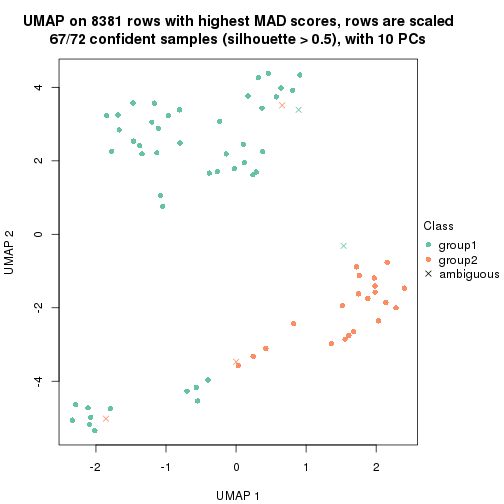 UMAP on 8381 rows with highest MAD scores, rows are scaled
67/72 confident samples (silhouette > 0.5), with 10 PCs
4
2
0
-2
-4
UMAP 2
-2
-1
0
1
2
UMAP 1
Class
group1
group2
ambiguous